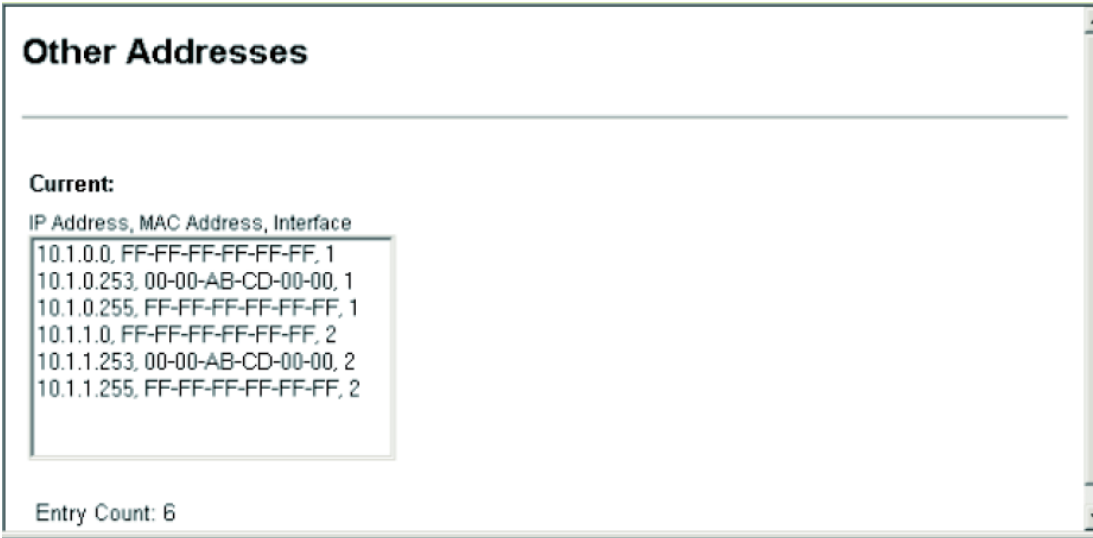 Other Addresses
Current:
IP Address, MAC Address, Interface
10.1.0.0, FF-FF-FF-FF-FF-FF, 1
10.1.0.253, 00-00-AB-CD-00-00, 1
10.1.0.255, FF-FF-FF-FF-FF-FF, 1
10.1.1.0, FF-FF-FF-FF-FF-FF, 2
10.1.1.253, 00-00-AB-CD-00-00, 2
10.1.1.255, FF-FF-FF-FF-FF-FF, 2
Entry Count: 6